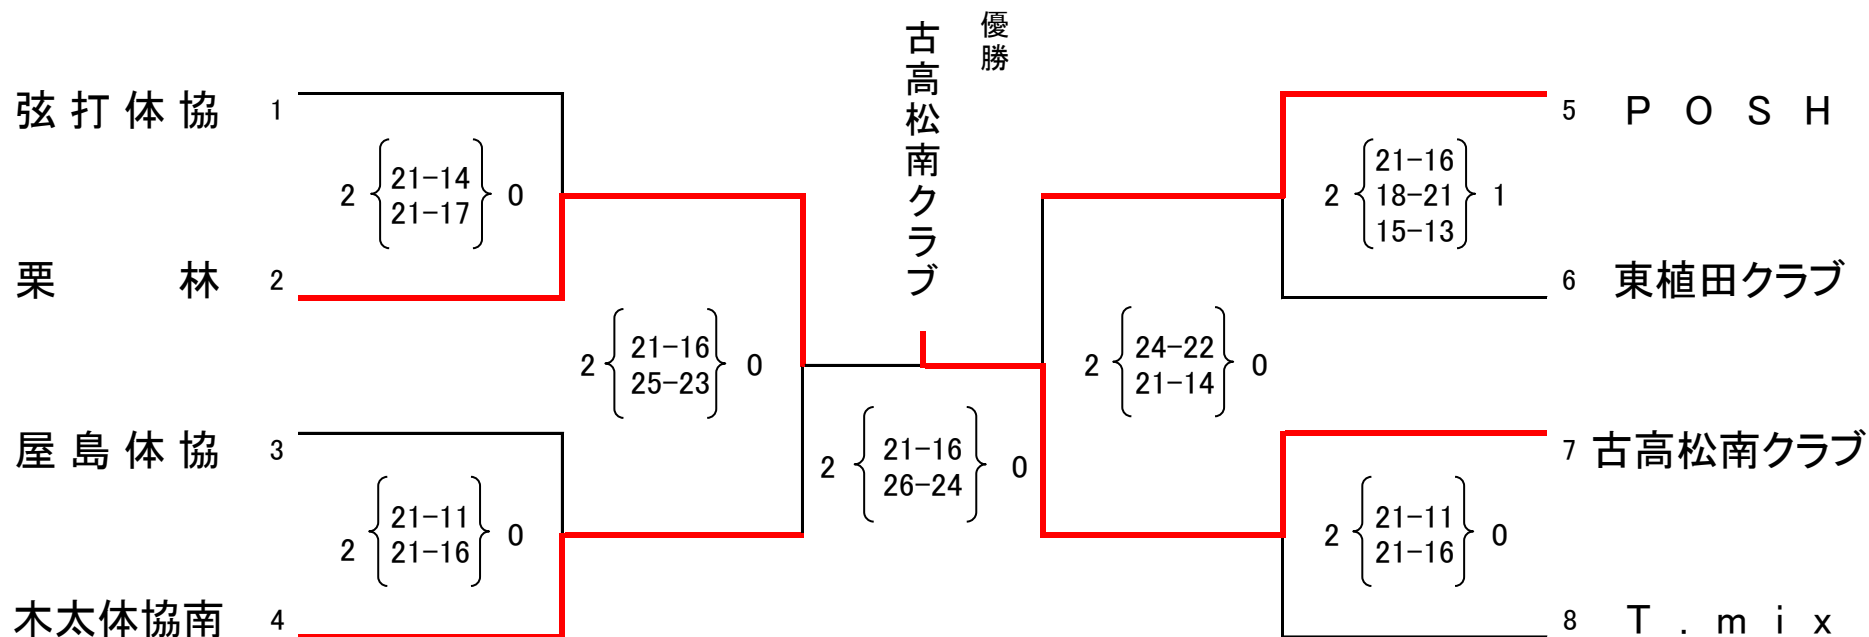 優勝
古高松南クラブ
弦打体協 1
2 21-14 0
21-17
栗林 2
2 21-16 0
25-23
屋島体協 3
2 21-11 0
21-16
木太体協南 4
2 21-16 0
26-24
5 POSH
2 21-16 1
18-21
15-13
6 東植田クラブ
2 24-22 0
21-14
7 古高松南クラブ
2 21-11 0
21-16
8 T.mix